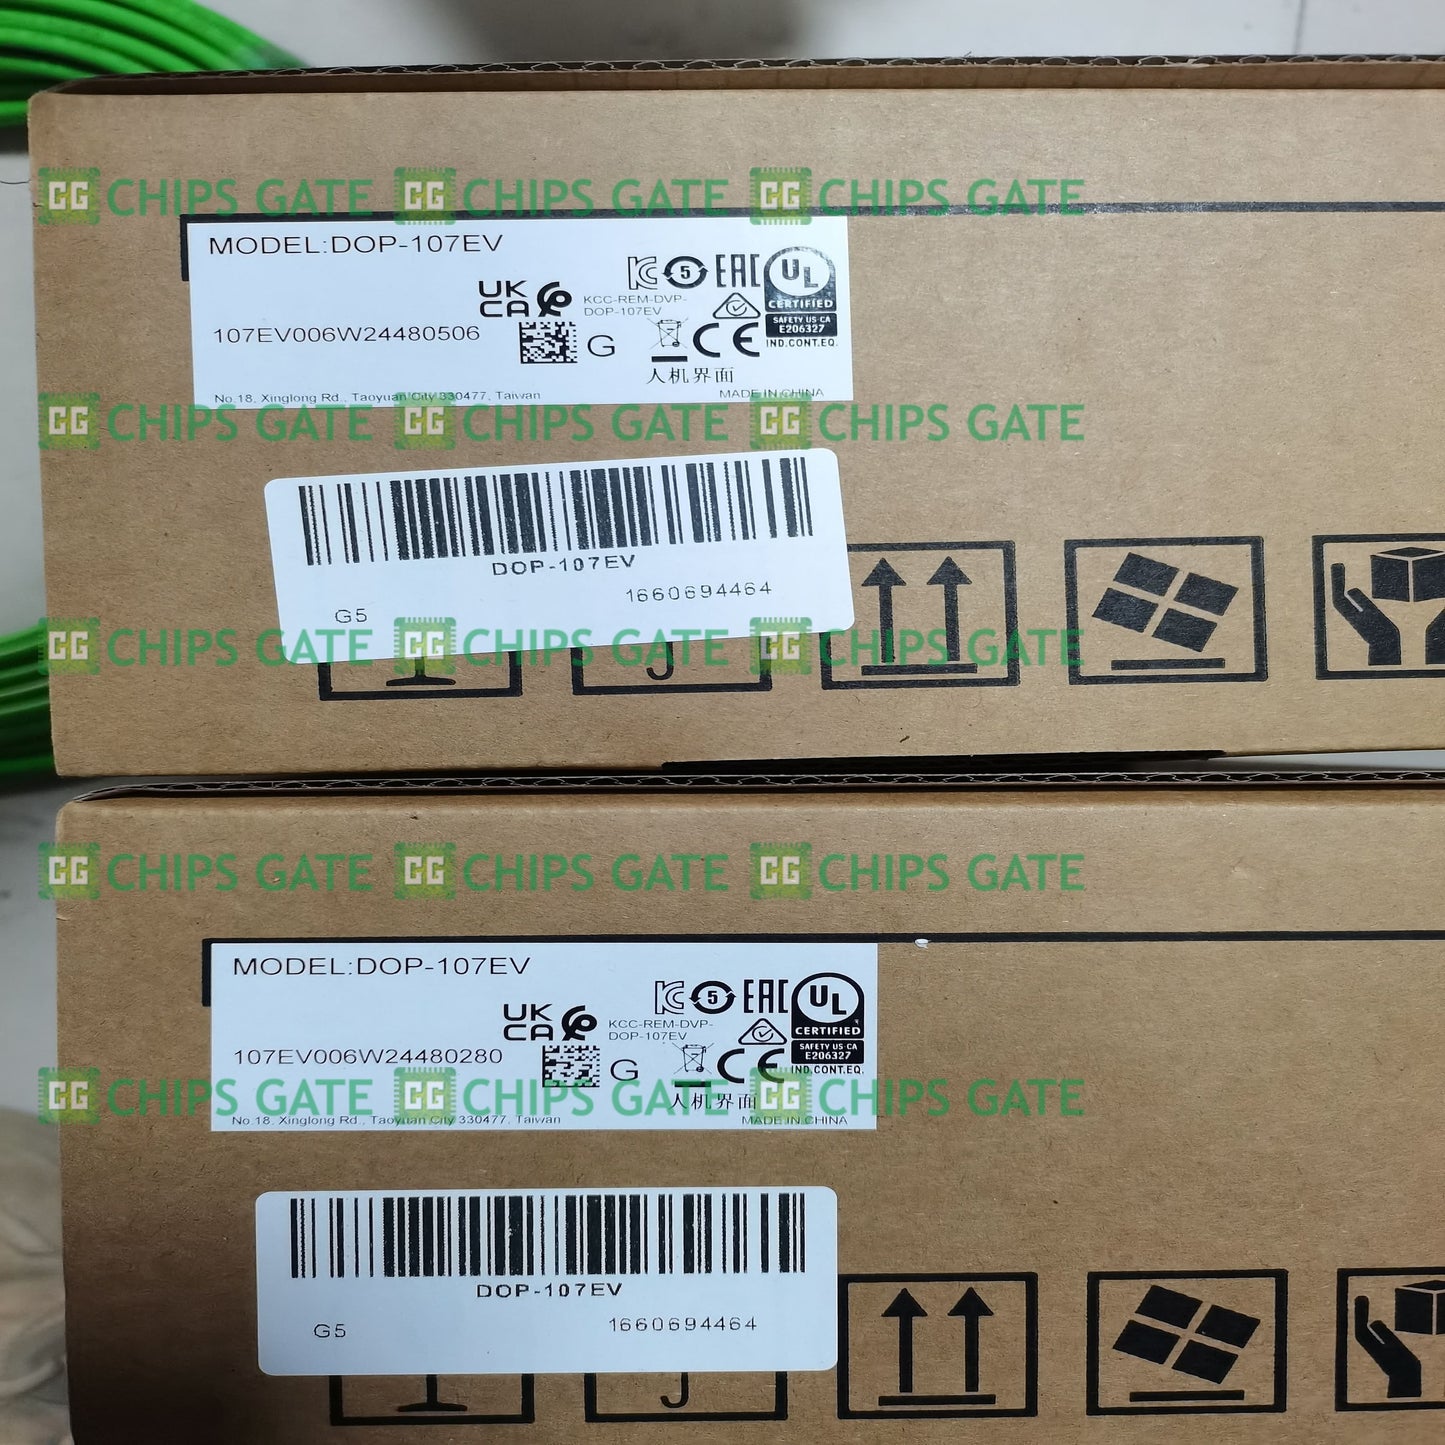 CG CHIPS GATE CG CHIPS GATE CG CHIPS GATE
MODEL:DOP-107EV
UK CA
KCC-REM-DVP-
DOP-107EV
5
EAC
UL
CERTIFIED
SAFETY US-CA
E206327
IND.CONT.EQ.
107EV006W24480506
G
CE
人机界面
No.18, Xinglong Rd., Taoyuan City 330477, Taiwan
MADE IN CHINA
CG CHIPS GATE CG CHIPS GATE CG CHIPS GATE
DOP-107EV
1660694464
G5
CG CHIPS GATE CG CHIPS GATE CG CHIPS GATE
CG CHIPS GATE CG CHIPS GATE CG CHIPS GATE
MODEL:DOP-107EV
UK CA
KCC-REM-DVP-
DOP-107EV
5
EAC
UL
CERTIFIED
SAFETY US-CA
E206327
IND.CONT.EQ.
107EV006W24480280
G
CE
人机界面
CG CHIPS GATE CG CHIPS GATE CG CHIPS GATE
No.18, Xinglong Rd., Taoyuan City 330477, Taiwan
MADE IN CHINA
DOP-107EV
G5
1660694464